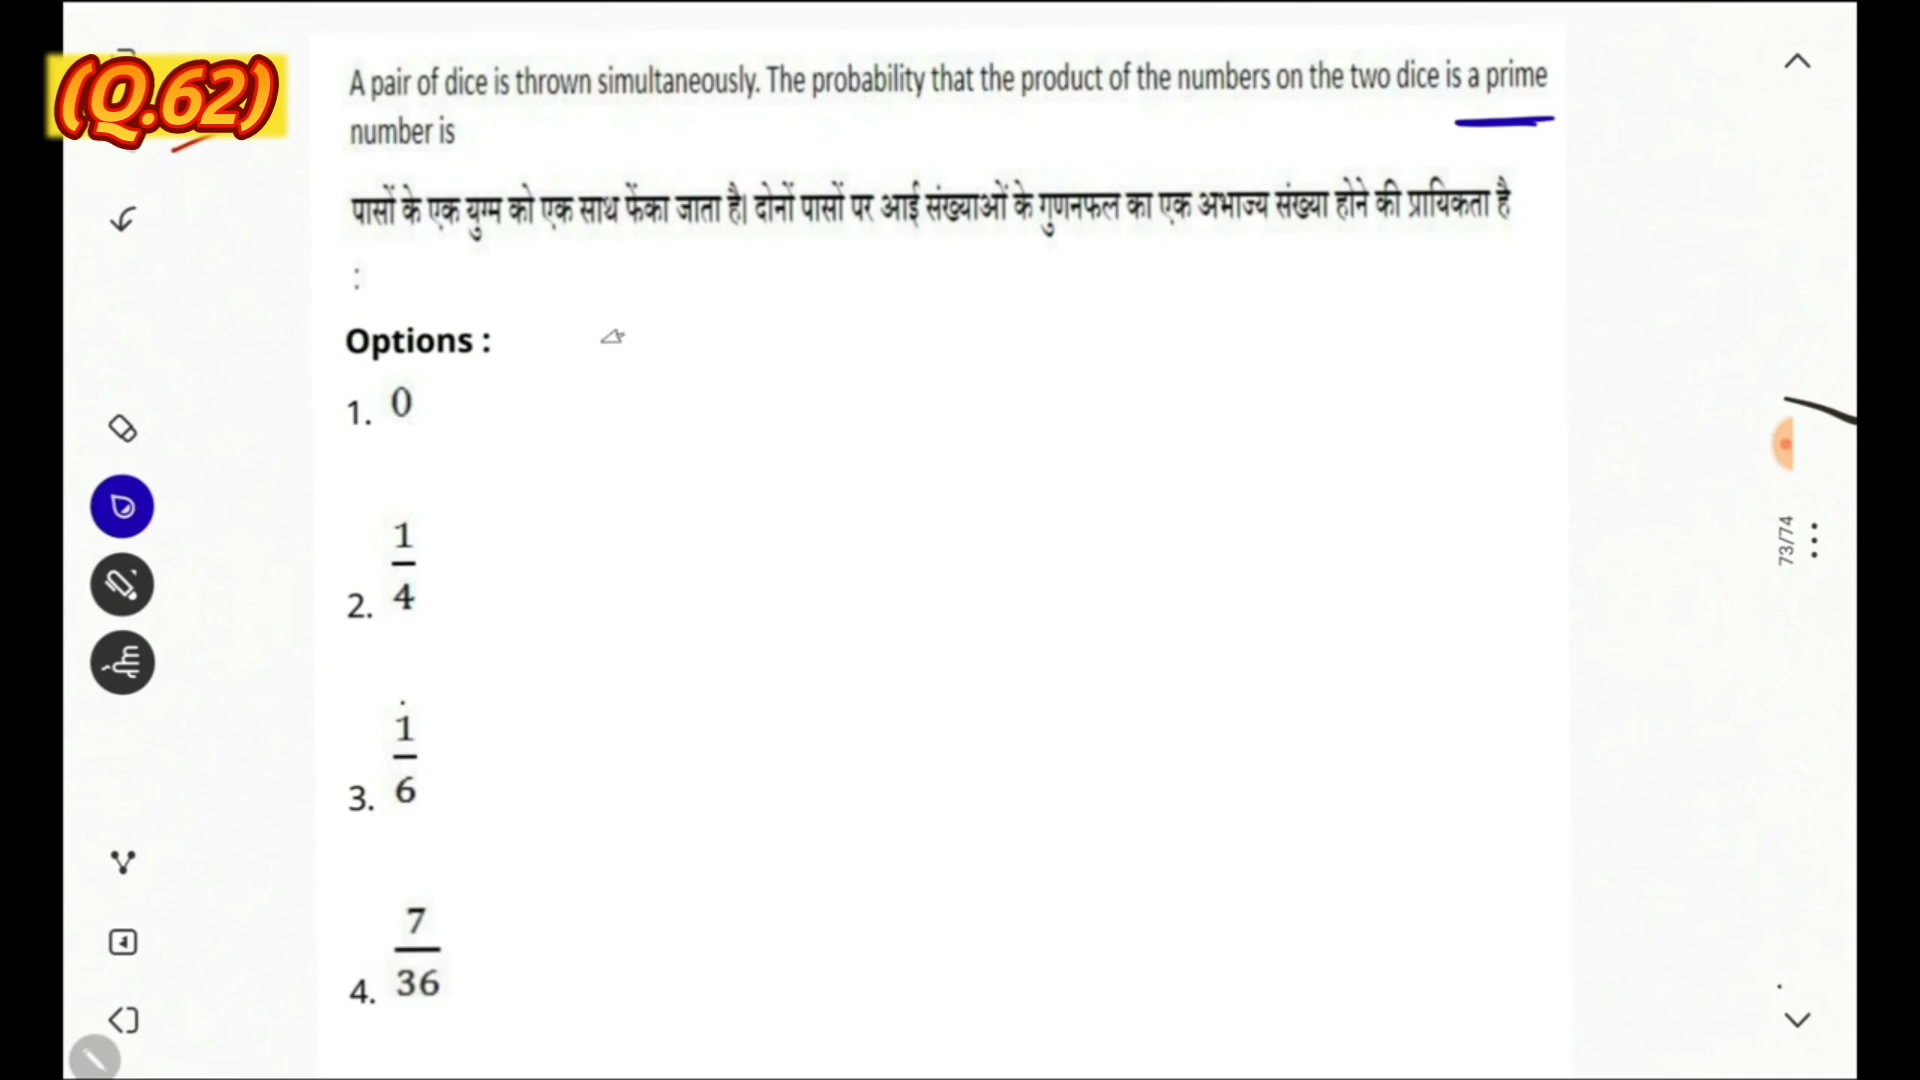 (Q.62)
A pair of dice is thrown simultaneously. The probability that the product of the numbers on the two dice is a prime
number is
पासों के एक युग्म को एक साथ फेंका जाता है। दोनों पासों पर आई संख्याओं के गुणनफल का एक अभाज्य संख्या होने की प्रायिकता है
:
Options :
1. 0
2. 1/4
3. 1/6
4. 7/36
73/74